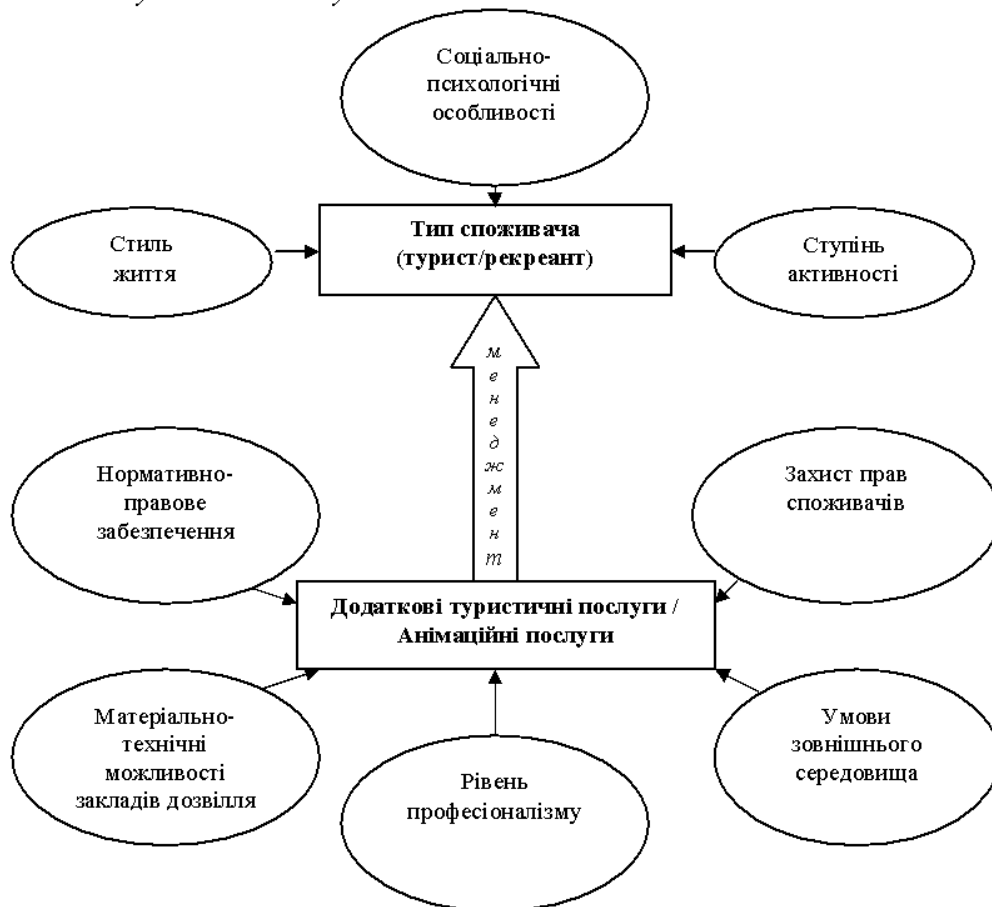 Соціально-
психологічні
особливості
Тип споживача
(турист/рекреант)
Стиль
життя
Ступінь
активності
менеджмент
Нормативно-
правове
забезпечення
Захист прав
споживачів
Додаткові туристичні послуги /
Анімаційні послуги
Матеріально-
технічні
можливості
закладів дозвілля
Рівень
професіоналізму
Умови
зовнішнього
середовища